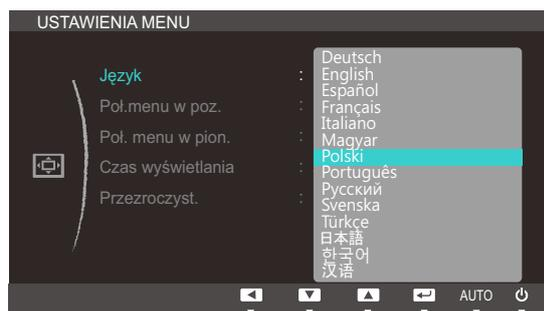 USTAWIENIA MENU
Język :
Poł.menu w poz. :
Poł. menu w pion. :
Czas wyświetlania :
Przezroczyst. :
Deutsch
English
Español
Français
Italiano
Magyar
Polski
Português
Русский
Svenska
Türkçe
日本語
한국어
汉语
AUTO